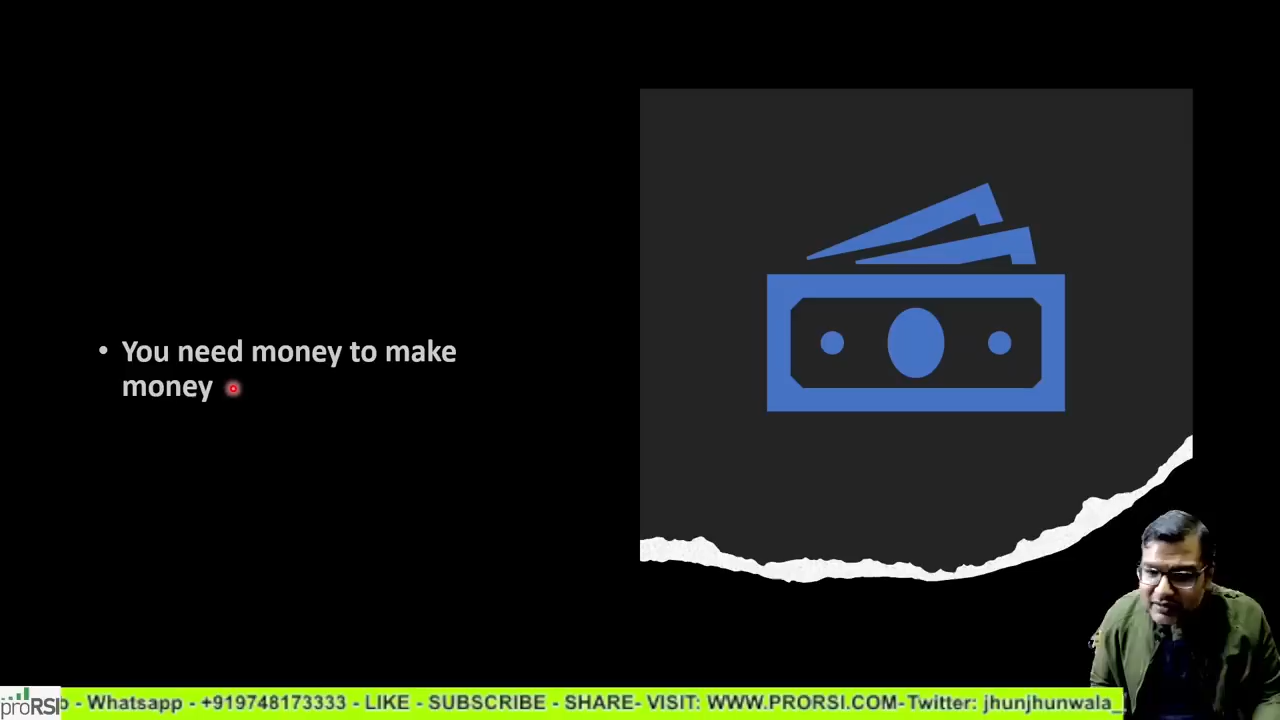 • You need money to make
money
proRSI
- Whatsapp - +919748173333 - LIKE - SUBSCRIBE - SHARE- VISIT: WWW.PRORSI.COM-Twitter: jhunjhunwala_